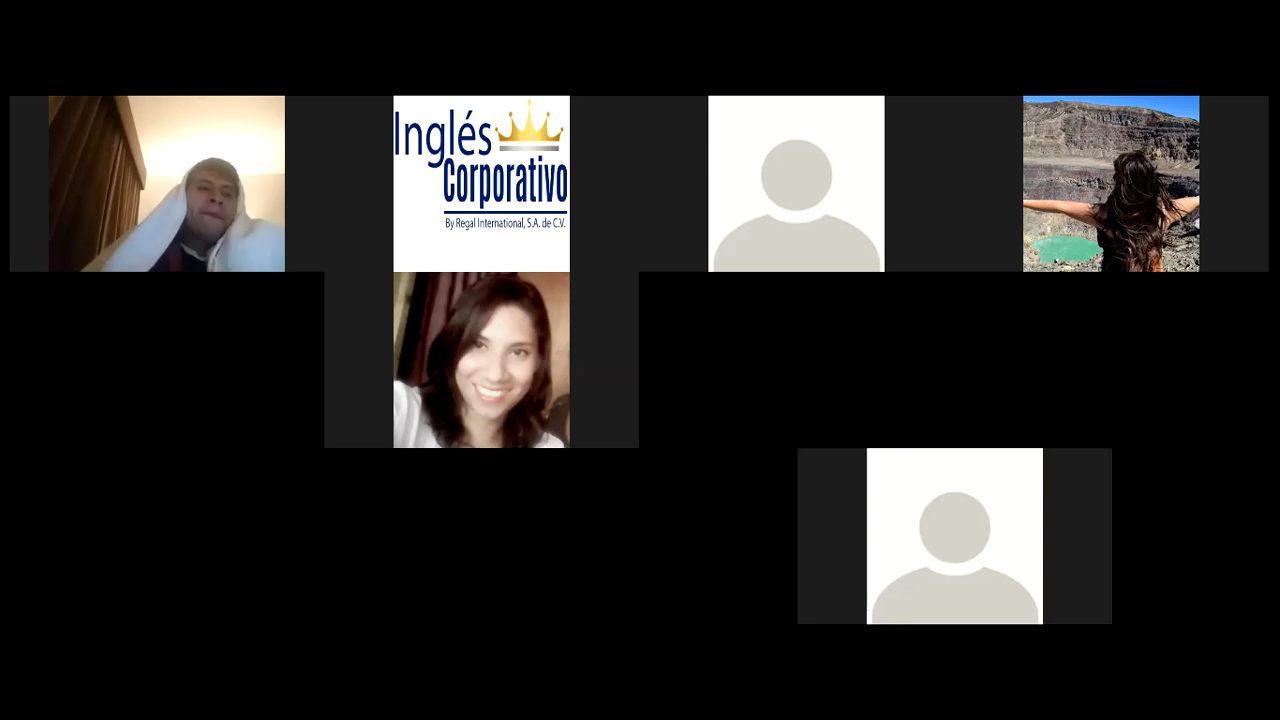 Inglés
Corporativo
By Regal International, S.A. de C.V.